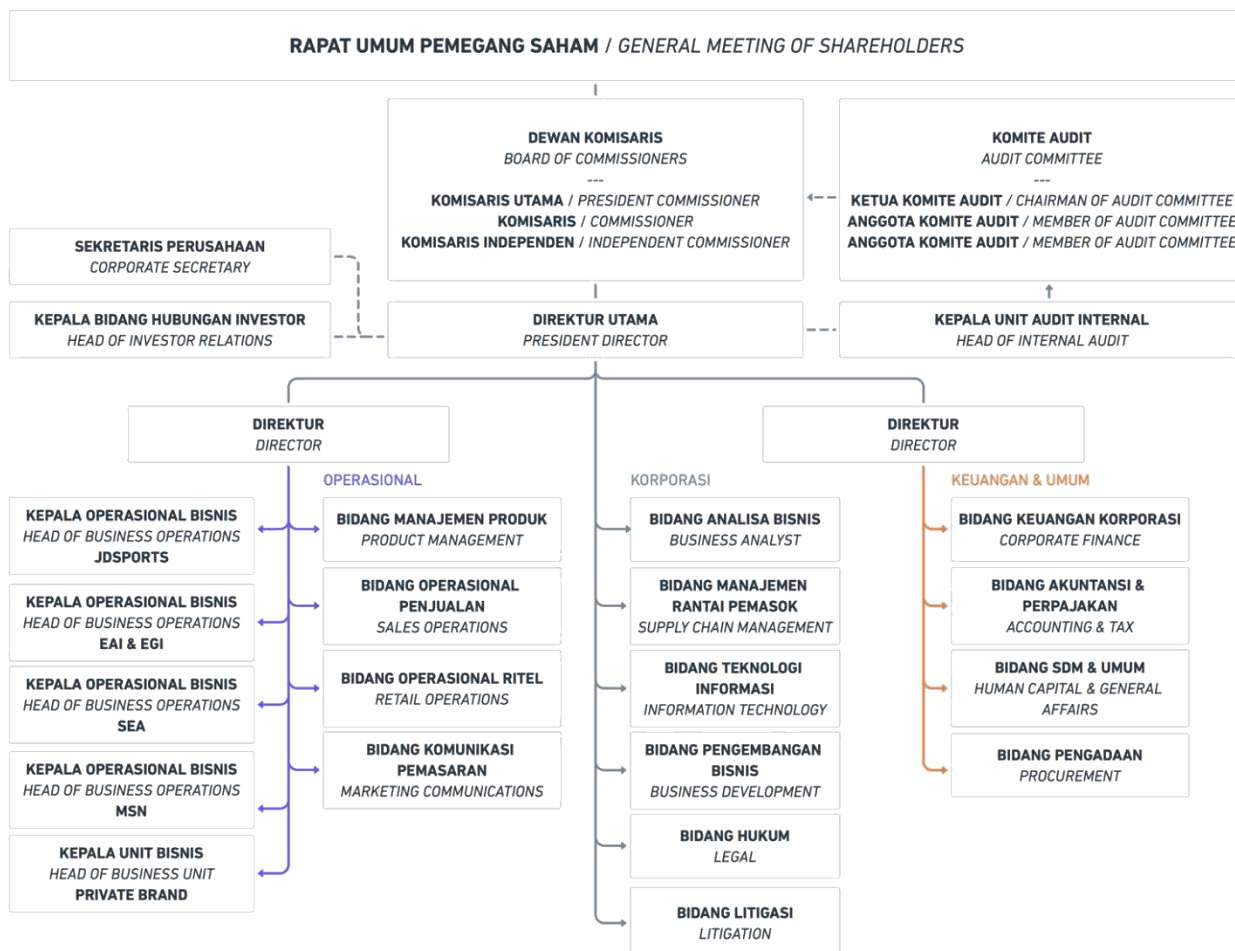 RAPAT UMUM PEMEGANG SAHAM / GENERAL MEETING OF SHAREHOLDERS
DEWAN KOMISARIS
BOARD OF COMMISSIONERS
---
KOMISARIS UTAMA / PRESIDENT COMMISSIONER
KOMISARIS / COMMISSIONER
KOMISARIS INDEPENDEN / INDEPENDENT COMMISSIONER
KOMITE AUDIT
AUDIT COMMITTEE
---
KETUA KOMITE AUDIT / CHAIRMAN OF AUDIT COMMITTEE
ANGGOTA KOMITE AUDIT / MEMBER OF AUDIT COMMITTEE
ANGGOTA KOMITE AUDIT / MEMBER OF AUDIT COMMITTEE
SEKRETARIS PERUSAHAAN
CORPORATE SECRETARY
KEPALA BIDANG HUBUNGAN INVESTOR
HEAD OF INVESTOR RELATIONS
DIREKTUR UTAMA
PRESIDENT DIRECTOR
KEPALA UNIT AUDIT INTERNAL
HEAD OF INTERNAL AUDIT
DIREKTUR
DIRECTOR
DIREKTUR
DIRECTOR
OPERASIONAL
KEPALA OPERASIONAL BISNIS
HEAD OF BUSINESS OPERATIONS
JDSPORTS
KEPALA OPERASIONAL BISNIS
HEAD OF BUSINESS OPERATIONS
EAI & EGI
KEPALA OPERASIONAL BISNIS
HEAD OF BUSINESS OPERATIONS
SEA
KEPALA OPERASIONAL BISNIS
HEAD OF BUSINESS OPERATIONS
MSN
KEPALA UNIT BISNIS
HEAD OF BUSINESS UNIT
PRIVATE BRAND
BIDANG MANAJEMEN PRODUK
PRODUCT MANAGEMENT
BIDANG OPERASIONAL
PENJUALAN
SALES OPERATIONS
BIDANG OPERASIONAL RITEL
RETAIL OPERATIONS
BIDANG KOMUNIKASI
PEMASARAN
MARKETING COMMUNICATIONS
KORPORASI
BIDANG ANALISA BISNIS
BUSINESS ANALYST
BIDANG MANAJEMEN
RANTAI PEMASOK
SUPPLY CHAIN MANAGEMENT
BIDANG TEKNOLOGI
INFORMASI
INFORMATION TECHNOLOGY
BIDANG PENGEMBANGAN
BISNIS
BUSINESS DEVELOPMENT
BIDANG HUKUM
LEGAL
BIDANG LITIGASI
LITIGATION
KEUANGAN & UMUM
BIDANG KEUANGAN KORPORASI
CORPORATE FINANCE
BIDANG AKUNTANSI &
PERPAJAKAN
ACCOUNTING & TAX
BIDANG SDM & UMUM
HUMAN CAPITAL & GENERAL
AFFAIRS
BIDANG PENGADAAN
PROCUREMENT